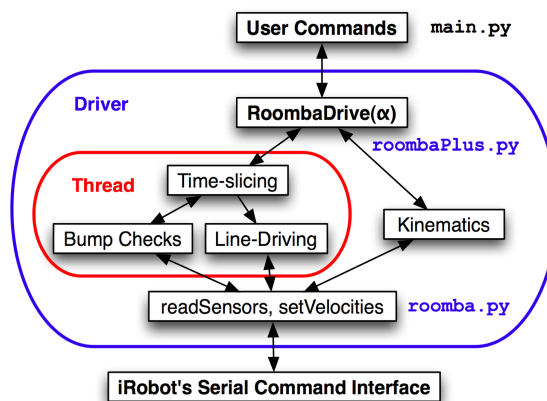 User Commands
main.py
Driver
RoombaDrive(α)
roombaPlus.py
Thread
Time-slicing
Bump Checks
Line-Driving
Kinematics
readSensors, setVelocities
roomba.py
iRobot's Serial Command Interface